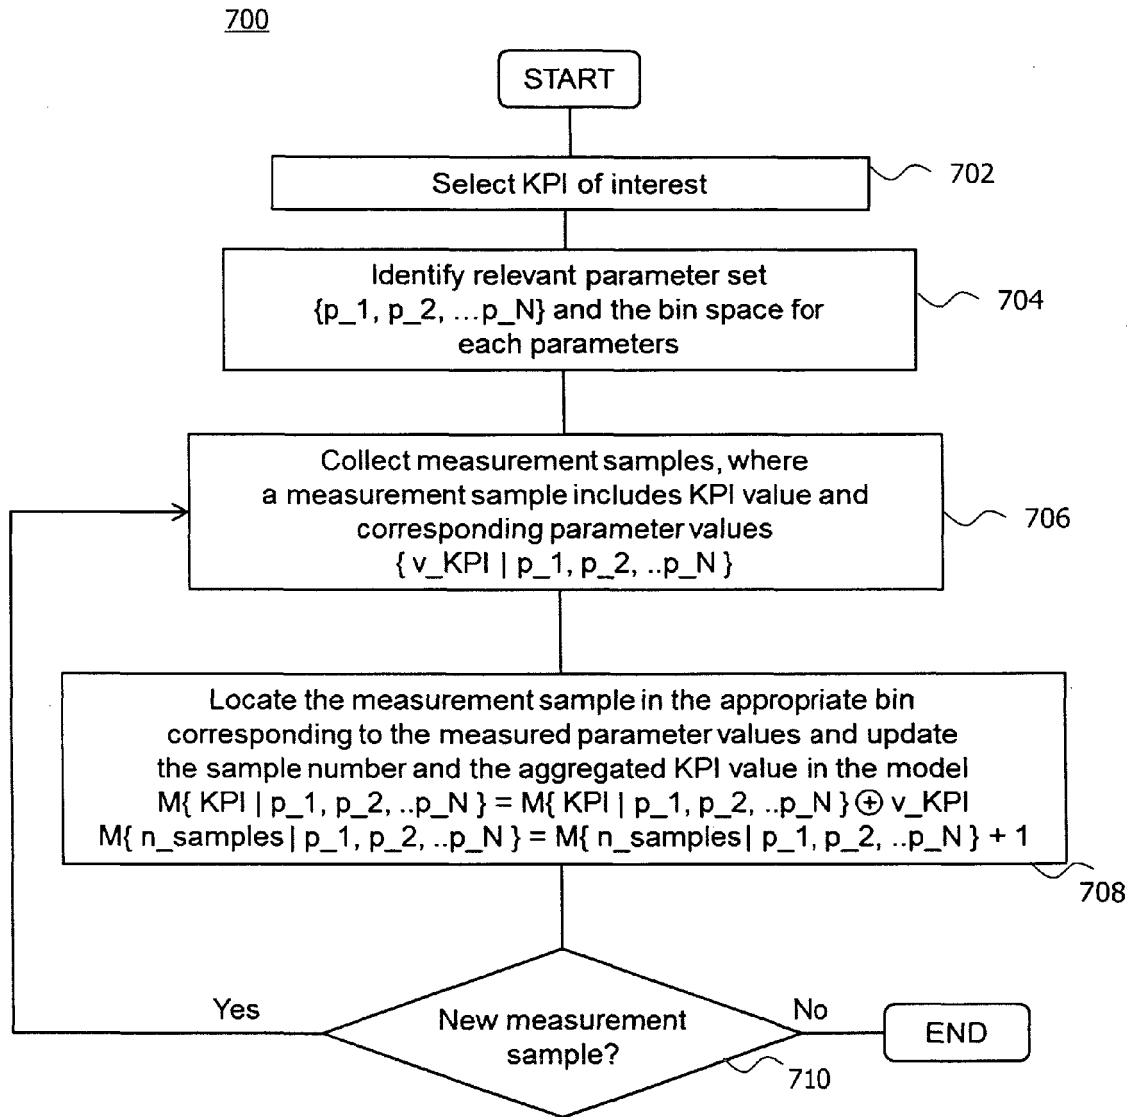 700
START
Select KPI of interest
702
Identify relevant parameter set
{p_1, p_2, ...p_N} and the bin space for
each parameters
704
Collect measurement samples, where
a measurement sample includes KPI value and
corresponding parameter values
{ v_KPI | p_1, p_2, ..p_N }
706
Locate the measurement sample in the appropriate bin
corresponding to the measured parameter values and update
the sample number and the aggregated KPI value in the model
M{ KPI | p_1, p_2, ..p_N } = M{ KPI | p_1, p_2, ..p_N } ⊕ v_KPI
M{ n_samples | p_1, p_2, ..p_N } = M{ n_samples | p_1, p_2, ..p_N } + 1
708
Yes
New measurement
sample?
No
END
710